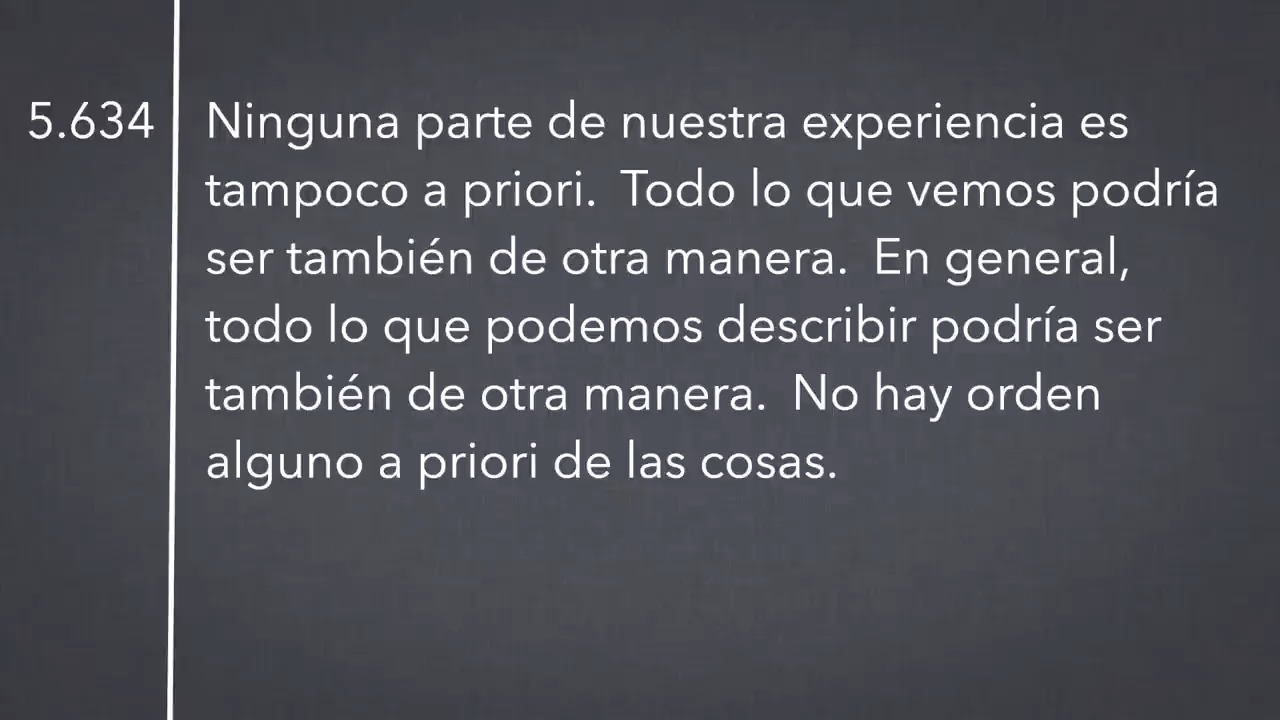 5.634 Ninguna parte de nuestra experiencia es
tampoco a priori. Todo lo que vemos podría
ser también de otra manera. En general,
todo lo que podemos describir podría ser
también de otra manera. No hay orden
alguno a priori de las cosas.